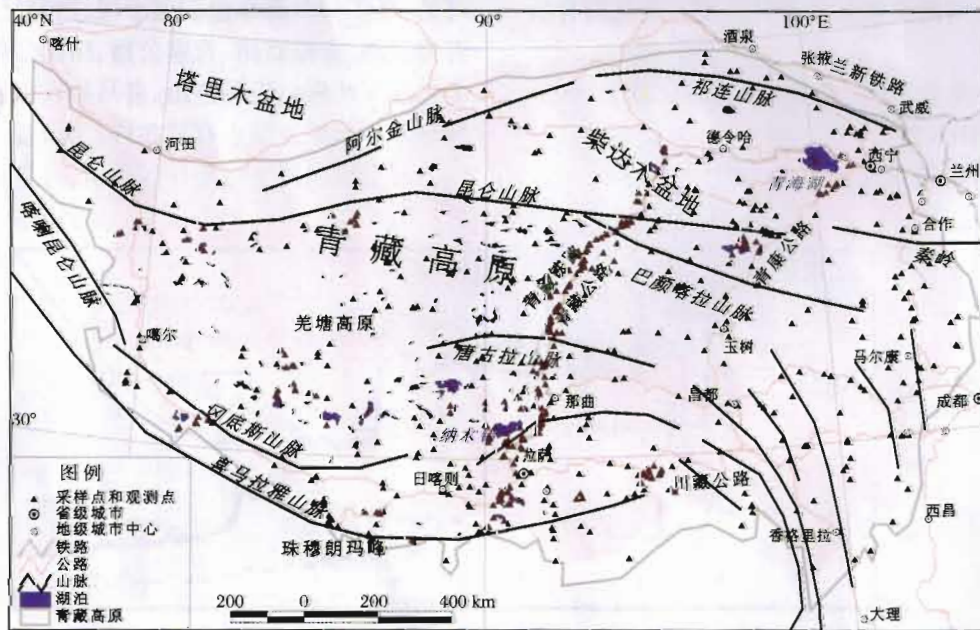 40°N
80°
90°
100°E
喀什
酒泉
张掖
兰新铁路
塔里木盆地
祁连山脉
武威
阿尔金山脉
河田
德令哈
柴达木盆地
西宁
兰州
昆仑山脉
昆仑山脉
青海湖
合作
喀喇昆仑山脉
青藏高原
青康公路
秦岭
青藏公路
巴颜喀拉山脉
羌塘高原
噶尔
唐古拉山脉
玉树
马尔康
那曲
昌都
成都
30°
冈底斯山脉
纳木
拉萨
日喀则
川藏公路
喜马拉雅山脉
西昌
珠穆朗玛峰
香格里拉
大理
图例
采样点和观测点
省级城市
地级城市中心
铁路
公路
山脉
湖泊
青藏高原
200 0 200 400 km